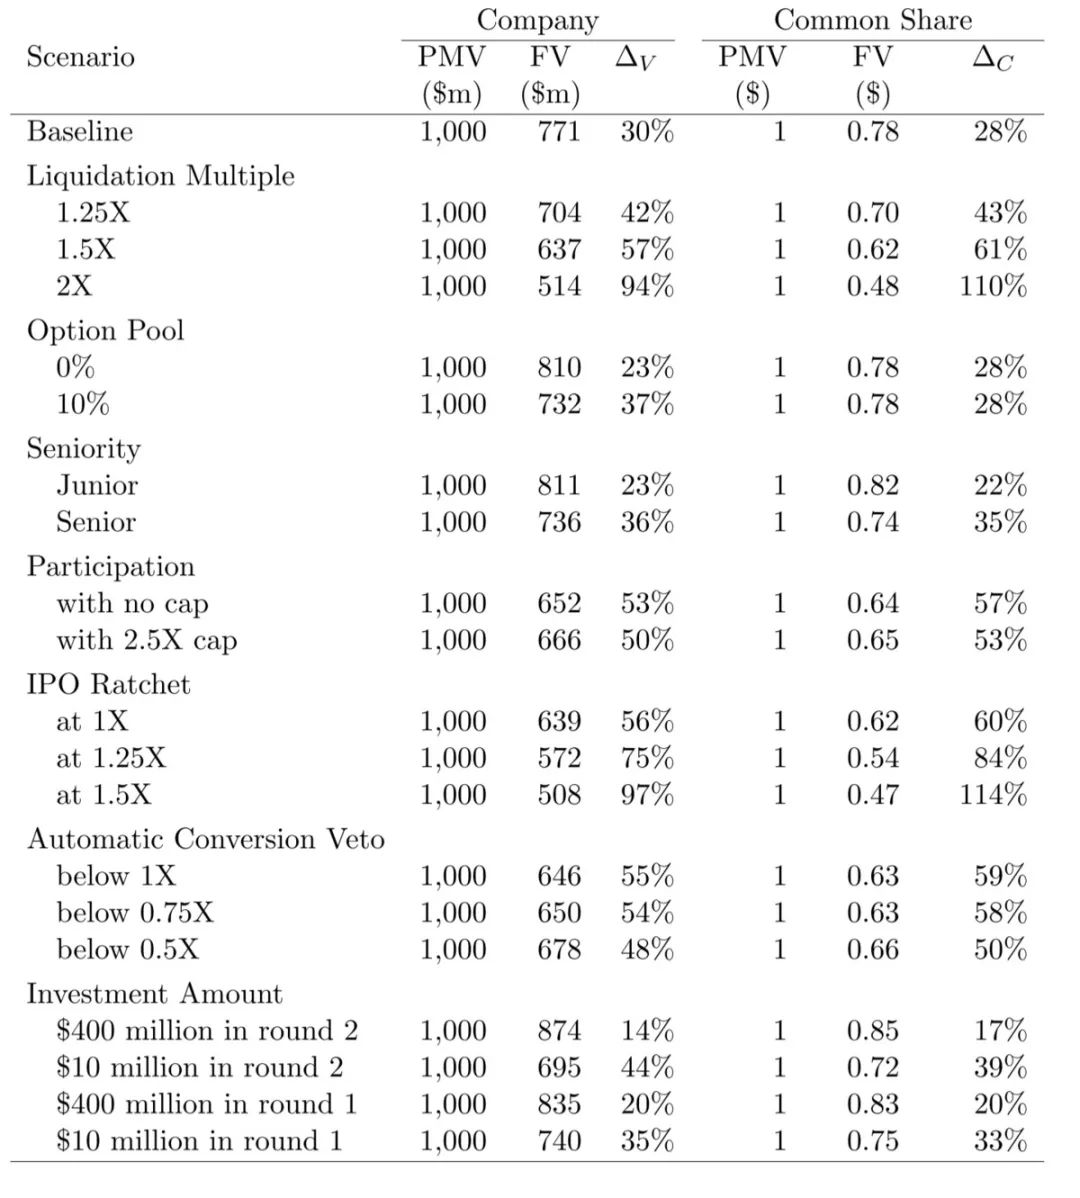 Company Common Share
Scenario PMV FV Δ_V PMV FV Δ_C
($m) ($m) ($) ($)
Baseline 1,000 771 30% 1 0.78 28%
Liquidation Multiple
1.25X 1,000 704 42% 1 0.70 43%
1.5X 1,000 637 57% 1 0.62 61%
2X 1,000 514 94% 1 0.48 110%
Option Pool
0% 1,000 810 23% 1 0.78 28%
10% 1,000 732 37% 1 0.78 28%
Seniority
Junior 1,000 811 23% 1 0.82 22%
Senior 1,000 736 36% 1 0.74 35%
Participation
with no cap 1,000 652 53% 1 0.64 57%
with 2.5X cap 1,000 666 50% 1 0.65 53%
IPO Ratchet
at 1X 1,000 639 56% 1 0.62 60%
at 1.25X 1,000 572 75% 1 0.54 84%
at 1.5X 1,000 508 97% 1 0.47 114%
Automatic Conversion Veto
below 1X 1,000 646 55% 1 0.63 59%
below 0.75X 1,000 650 54% 1 0.63 58%
below 0.5X 1,000 678 48% 1 0.66 50%
Investment Amount
$400 million in round 2 1,000 874 14% 1 0.85 17%
$10 million in round 2 1,000 695 44% 1 0.72 39%
$400 million in round 1 1,000 835 20% 1 0.83 20%
$10 million in round 1 1,000 740 35% 1 0.75 33%